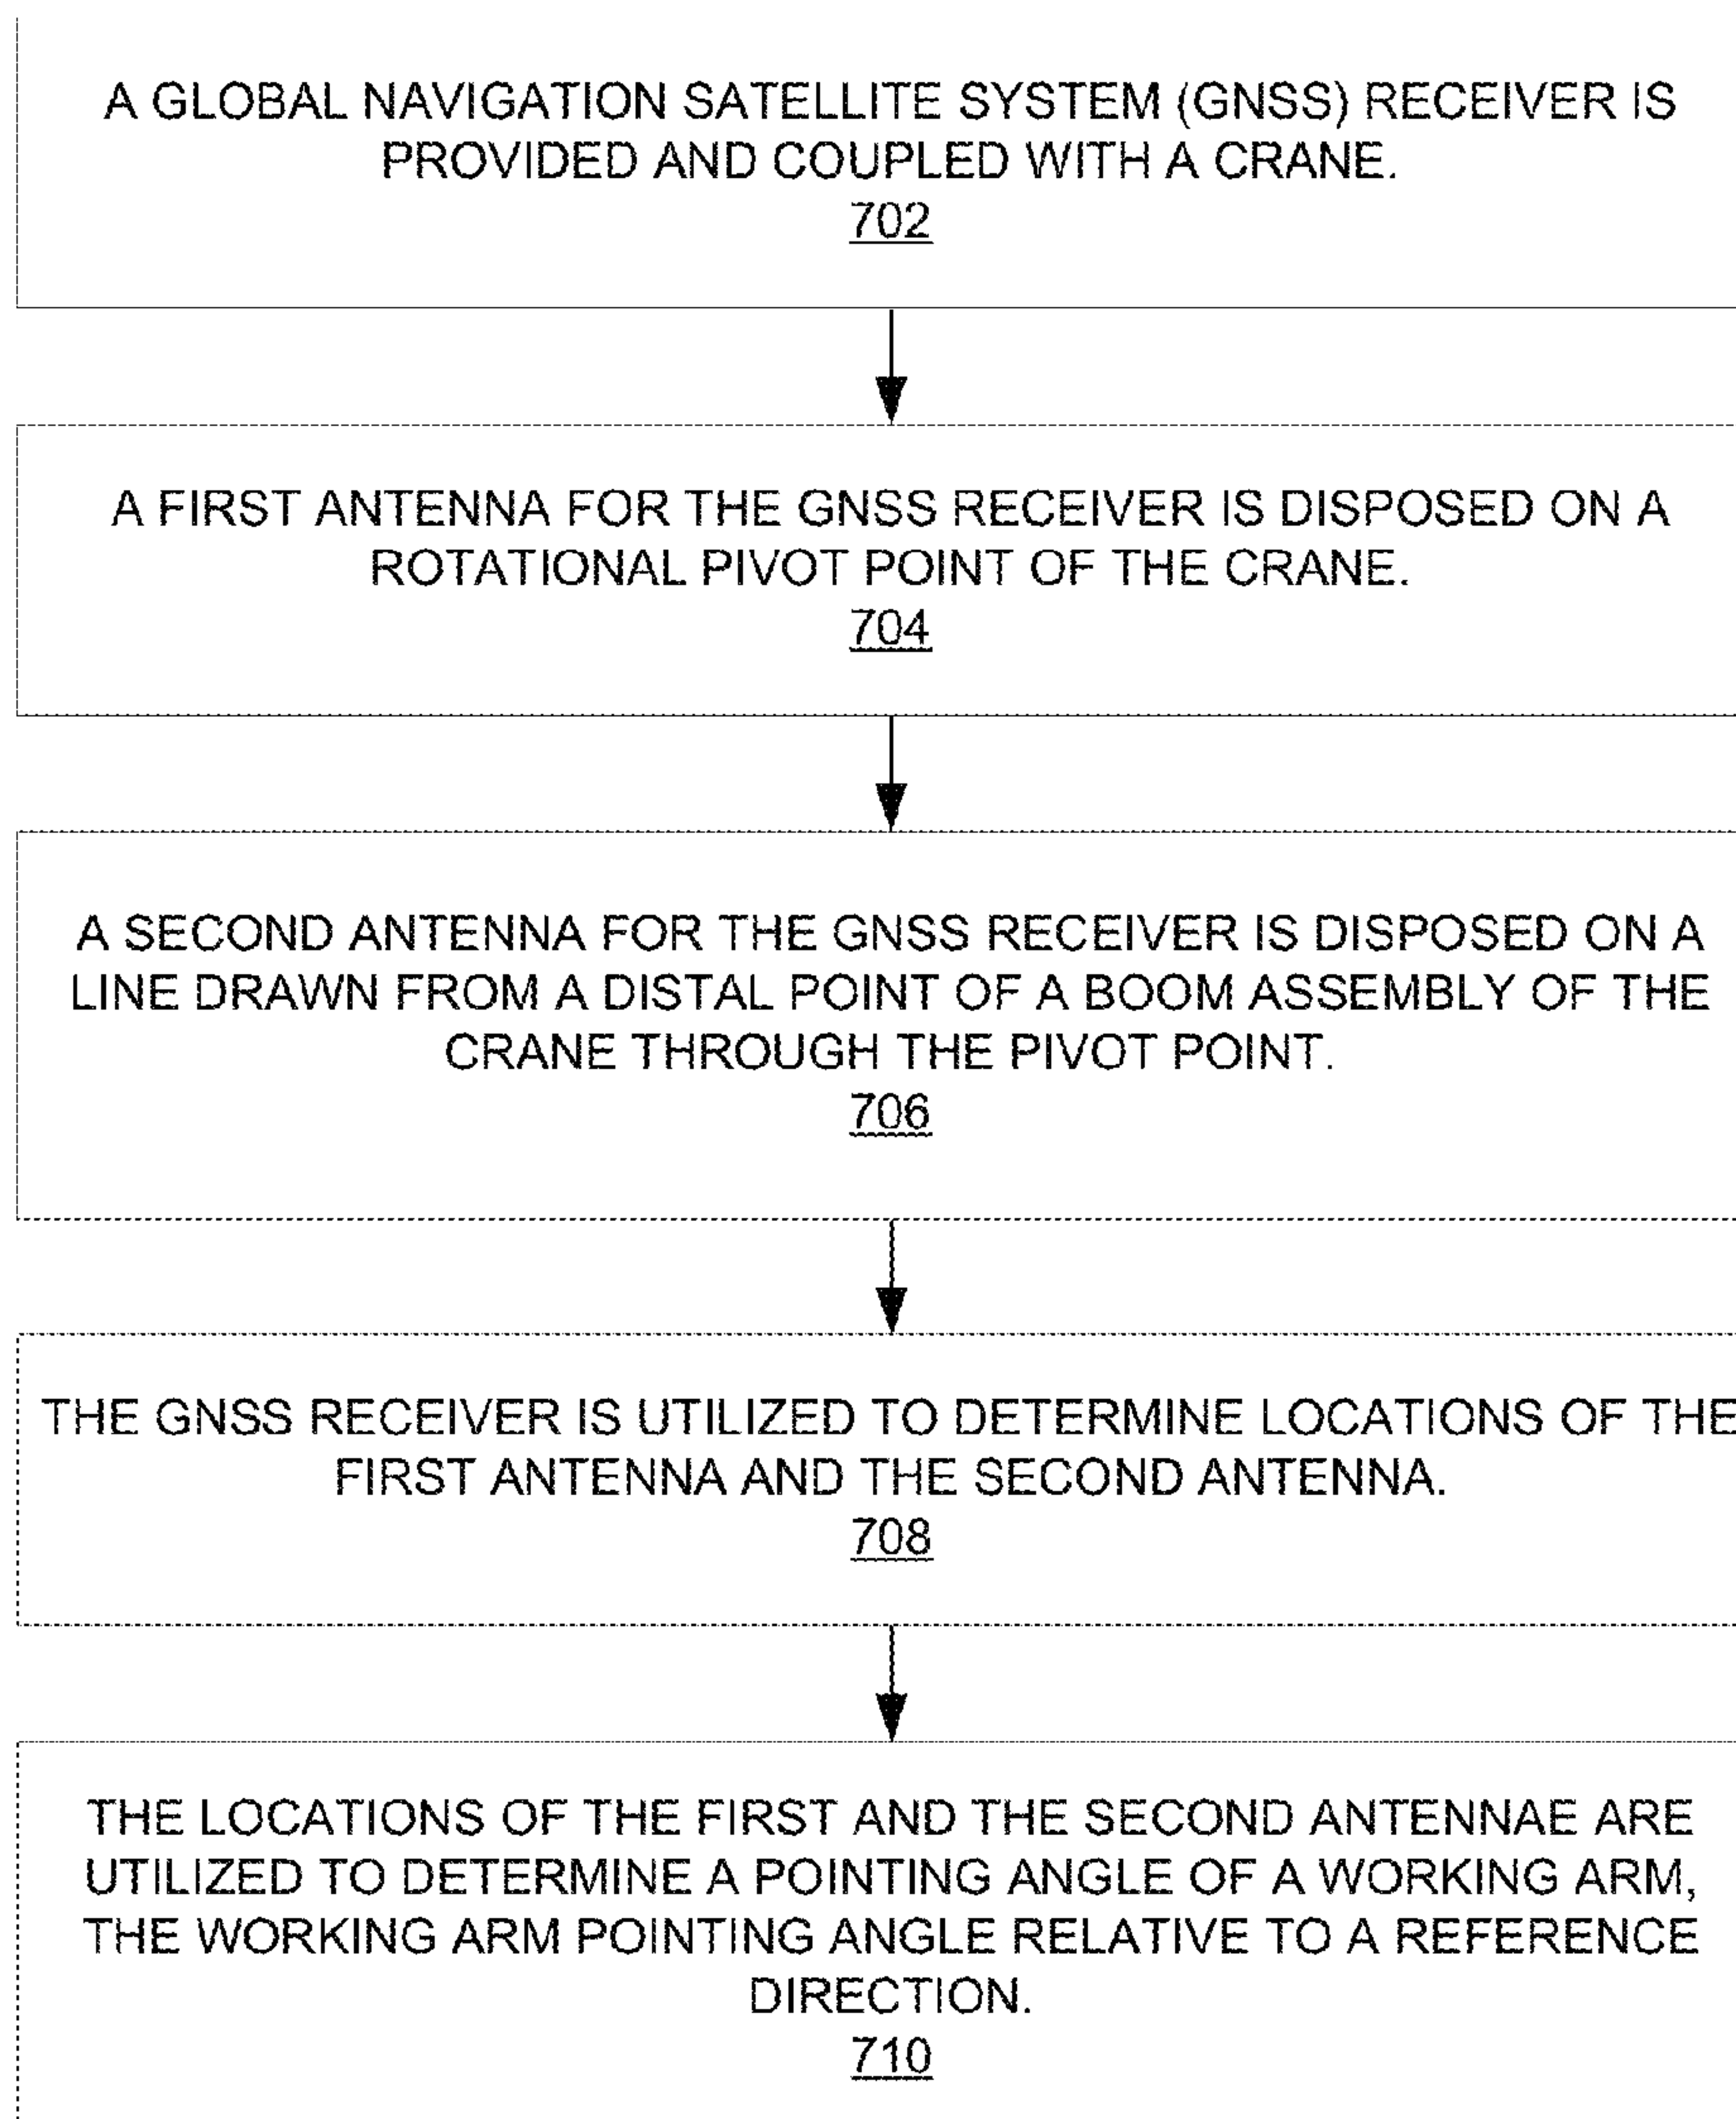 A GLOBAL NAVIGATION SATELLITE SYSTEM (GNSS) RECEIVER IS
PROVIDED AND COUPLED WITH A CRANE.
702
A FIRST ANTENNA FOR THE GNSS RECEIVER IS DISPOSED ON A
ROTATIONAL PIVOT POINT OF THE CRANE.
704
A SECOND ANTENNA FOR THE GNSS RECEIVER IS DISPOSED ON A
LINE DRAWN FROM A DISTAL POINT OF A BOOM ASSEMBLY OF THE
CRANE THROUGH THE PIVOT POINT.
706
THE GNSS RECEIVER IS UTILIZED TO DETERMINE LOCATIONS OF THE
FIRST ANTENNA AND THE SECOND ANTENNA.
708
THE LOCATIONS OF THE FIRST AND THE SECOND ANTENNAE ARE
UTILIZED TO DETERMINE A POINTING ANGLE OF A WORKING ARM,
THE WORKING ARM POINTING ANGLE RELATIVE TO A REFERENCE
DIRECTION.
710